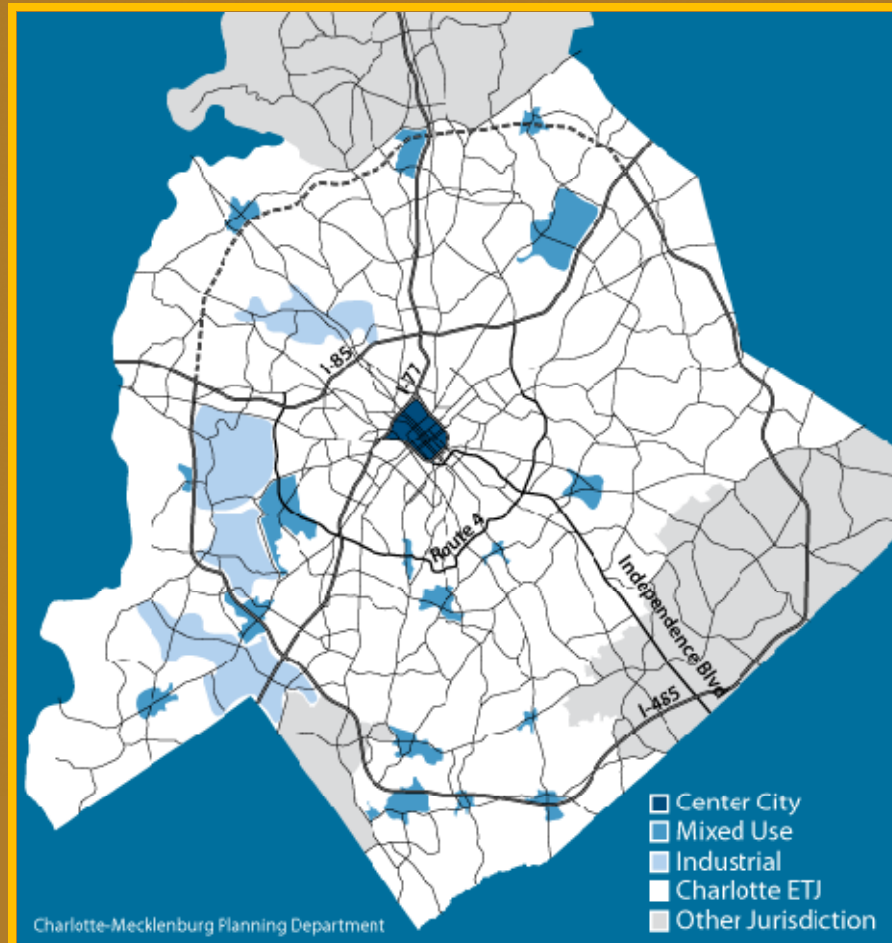 I-85
I-77
Route 4
Independence Blvd
I-485
Center City
Mixed Use
Industrial
Charlotte ETJ
Other Jurisdiction
Charlotte-Mecklenburg Planning Department